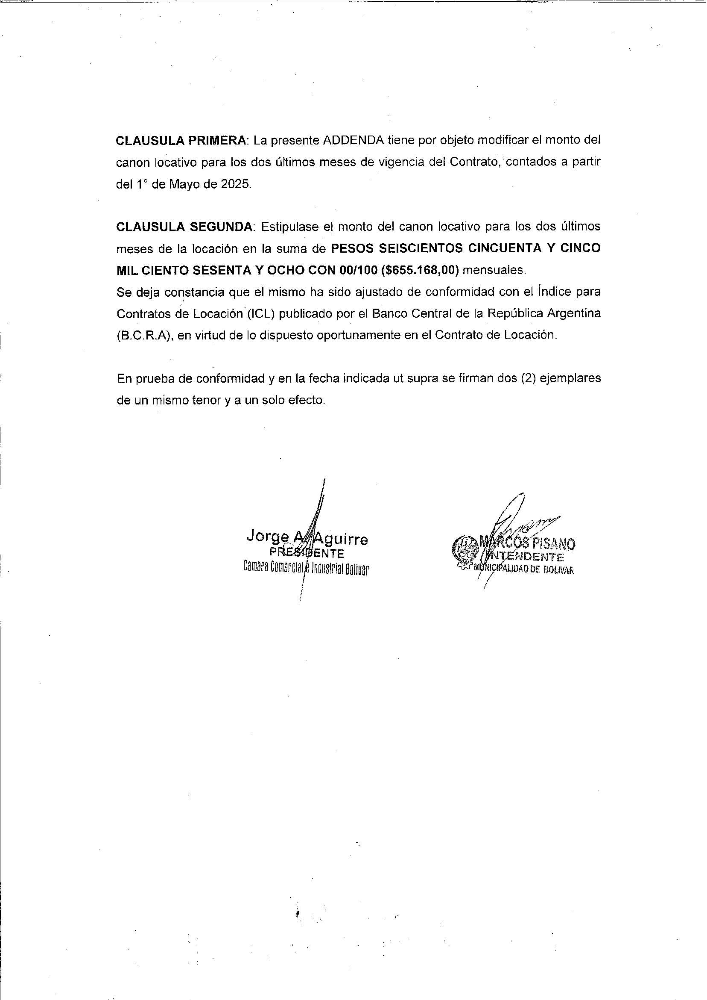 CLAUSULA PRIMERA: La presente ADDENDA tiene por objeto modificar el monto del
canon locativo para los dos últimos meses de vigencia del Contrato, contados a partir
del 1° de Mayo de 2025.
CLAUSULA SEGUNDA: Estipulase el monto del canon locativo para los dos últimos
meses de la locación en la suma de PESOS SEISCIENTOS CINCUENTA Y CINCO
MIL CIENTO SESENTA Y OCHO CON 00/100 ($655.168,00) mensuales.
Se deja constancia que el mismo ha sido ajustado de conformidad con el Índice para
Contratos de Locación (ICL) publicado por el Banco Central de la República Argentina
(B.C.R.A), en virtud de lo dispuesto oportunamente en el Contrato de Locación.
En prueba de conformidad y en la fecha indicada ut supra se firman dos (2) ejemplares
de un mismo tenor y a un solo efecto.
Jorge A. Aguirre
PRESIDENTE
Camara Comercial e Industrial Bolivar
MARCOS PISANO
INTENDENTE
MUNICIPALIDAD DE BOLIVAR